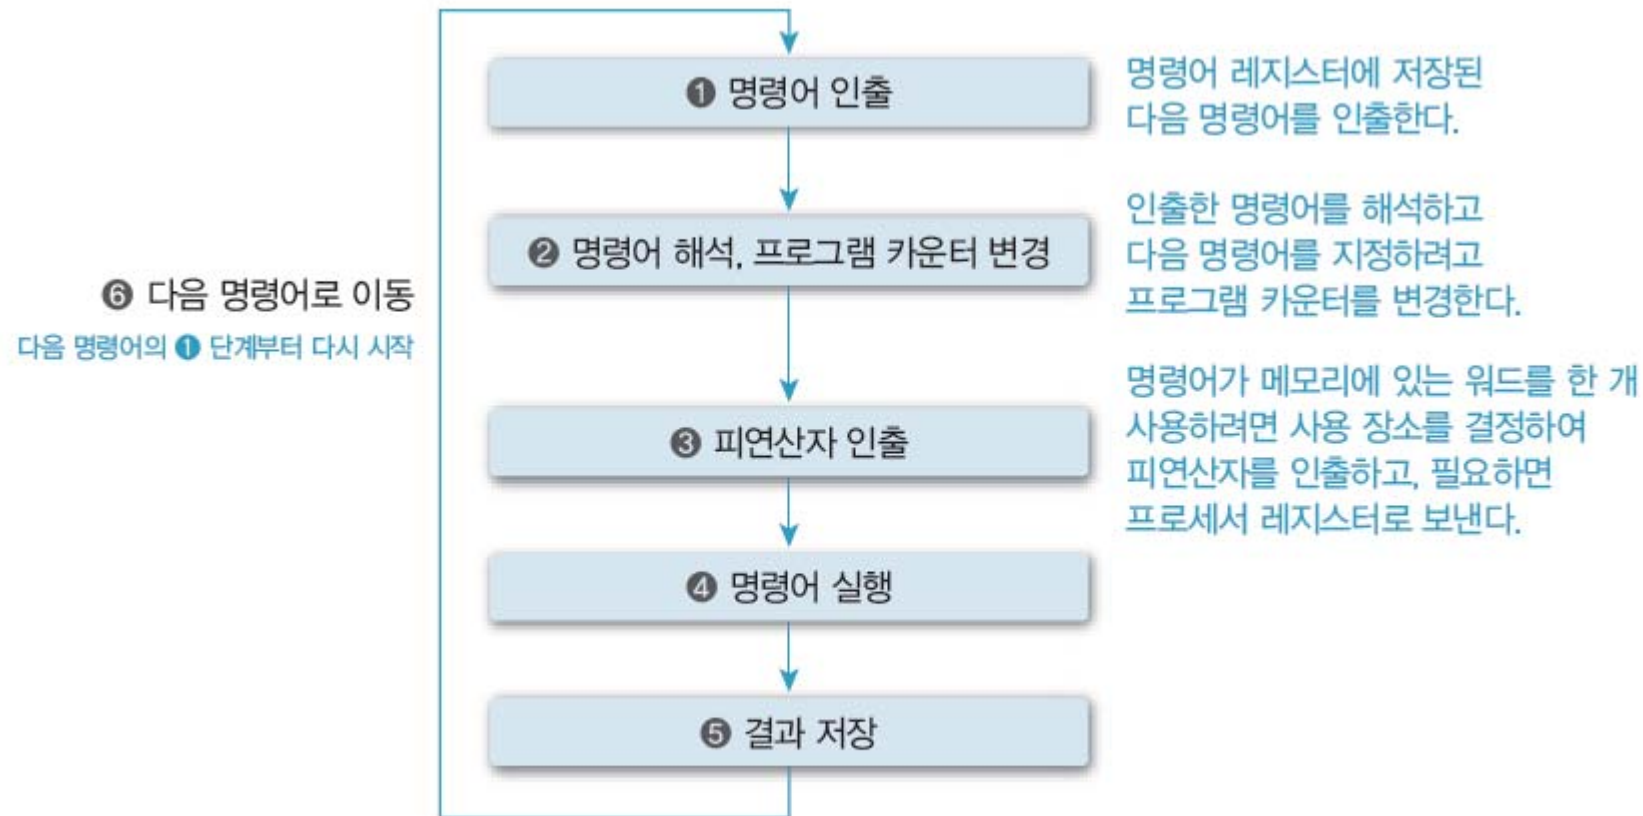 ❶ 명령어 인출
명령어 레지스터에 저장된
다음 명령어를 인출한다.
❷ 명령어 해석, 프로그램 카운터 변경
인출한 명령어를 해석하고
다음 명령어를 지정하려고
프로그램 카운터를 변경한다.
❻ 다음 명령어로 이동
다음 명령어의 ❶ 단계부터 다시 시작
❸ 피연산자 인출
명령어가 메모리에 있는 워드를 한 개
사용하려면 사용 장소를 결정하여
피연산자를 인출하고, 필요하면
프로세서 레지스터로 보낸다.
❹ 명령어 실행
❺ 결과 저장